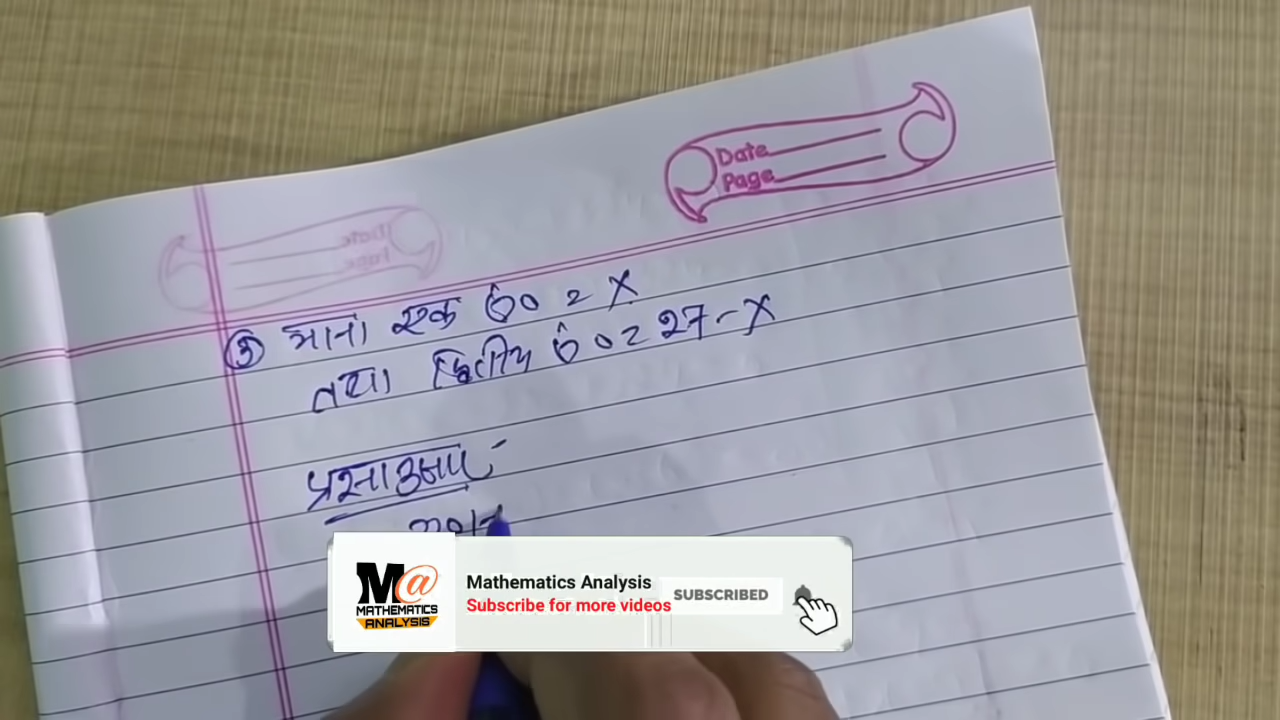 Date
Page
③ माना एक सं० = X
तथा द्वितीय सं० = 27 - X
प्रश्नानुसार :-
Mathematics Analysis
Subscribe for more videos
SUBSCRIBED
M@
MATHEMATICS
ANALYSIS